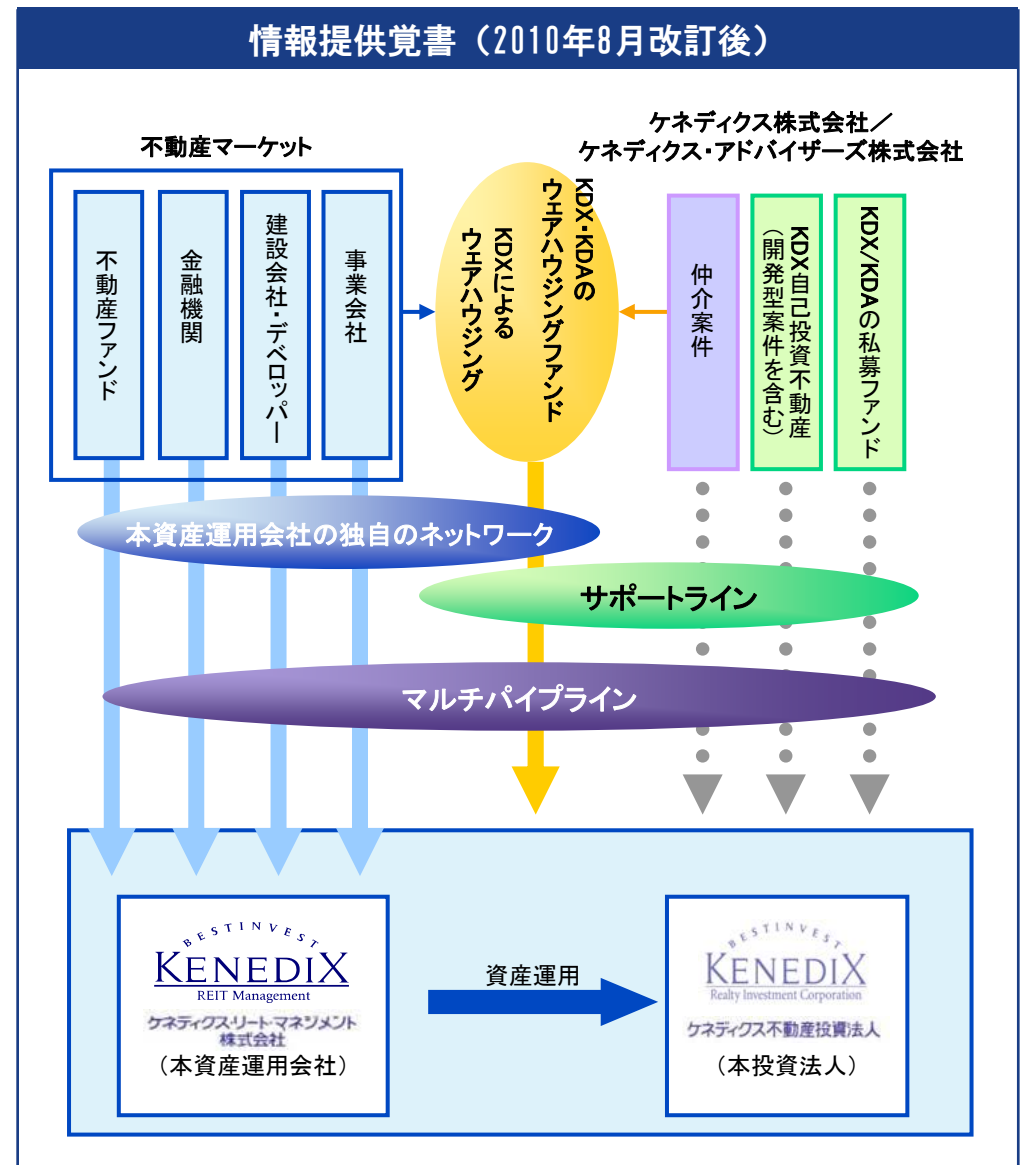 情報提供覚書（2010年8月改訂後）
不動産マーケット
ケネディクス株式会社／
ケネディクス・アドバイザーズ株式会社
不動産ファンド
金融機関
建設会社・デベロッパー
事業会社
KDX・KDAの
ウェアハウジングファンド
KDXによる
ウェアハウジング
仲介案件
KDX自己投資不動産
（開発型案件を含む）
KDX/KDAの私募ファンド
本資産運用会社の独自のネットワーク
サポートライン
マルチパイプライン
BESTINVEST
KENEDIX
REIT Management
ケネディクス・リート・マネジメント
株式会社
（本資産運用会社）
資産運用
BESTINVEST
KENEDIX
Realty Investment Corporation
ケネディクス不動産投資法人
（本投資法人）